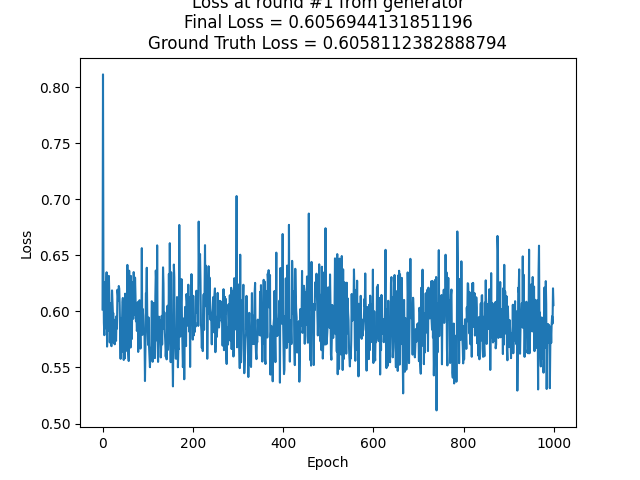 Loss at round #1 from generator
Final Loss = 0.6056944131851196
Ground Truth Loss = 0.6058112382888794
0.80
0.75
0.70
0.65
0.60
0.55
0.50
Loss
0
200
400
600
800
1000
Epoch